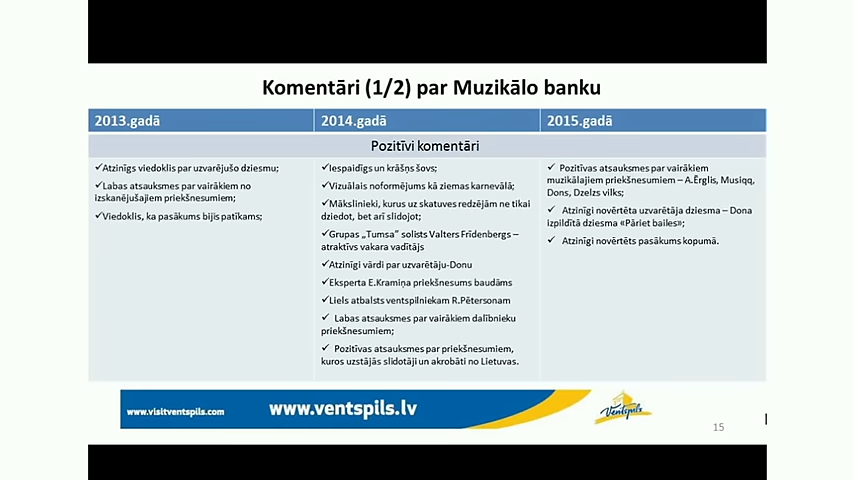 Komentāri (1/2) par Muzikālo banku
2013.gadā
2014.gadā
2015.gadā
Pozitīvi komentāri
✓Atzinīgs viedoklis par uzvarējušo dziesmu;
✓Labas atsauksmes par vairākiem no
izskanējušajiem priekšnesumiem;
✓Viedoklis, ka pasākums bijis patīkams;
✓Iespaidīgs un krāšņs šovs;
✓Vizuālais noformējums kā ziemas karnevālā;
✓Mākslinieki, kurus uz skatuves redzējām ne tikai
dziedot, bet arī slidojot;
✓Grupas „Tumsa" solists Valters Frīdenbergs –
atraktīvs vakara vadītājs
✓Atzinīgi vārdi par uzvarētāju-Donu
✓Eksperta E.Kramiņa priekšnesums baudāms
✓Liels atbalsts ventspilniekam R.Pētersonam
✓ Labas atsauksmes par vairākiem dalībnieku
priekšnesumiem;
✓ Pozitīvas atsauksmes par priekšnesumiem,
kuros uzstājās slidotāji un akrobāti no Lietuvas.
✓ Pozitīvas atsauksmes par vairākiem
muzikālajiem priekšnesumiem – A.Ērglis, Musiqq,
Dons, Dzelzs vilks;
✓ Atzinīgi novērtēta uzvarētāja dziesma – Dona
izpildītā dziesma «Pāriet bailes»;
✓ Atzinīgi novērtēts pasākums kopumā.
www.visitventspils.com
www.ventspils.lv
Ventspils
15